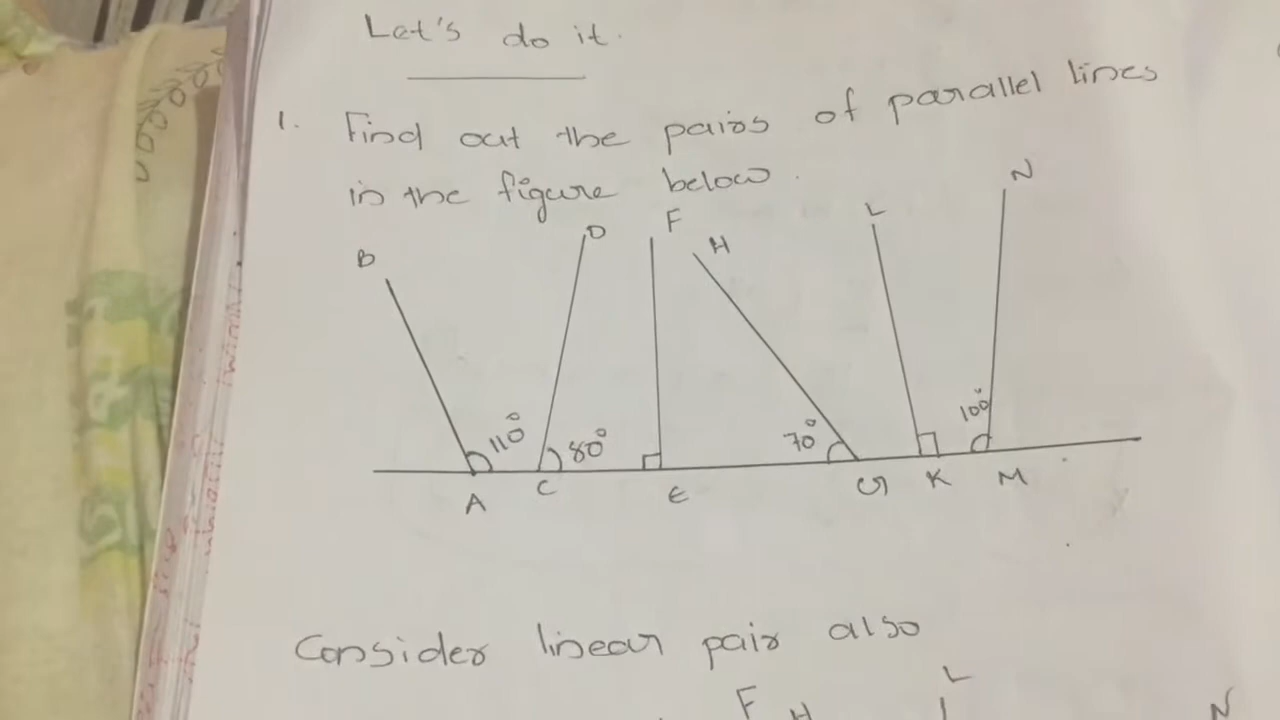 Let's do it.
1. Find out the pairs of parallel lines
in the figure below.
B D F H L N
110° 80° 70° 100°
A C E G K M
Consider linear pair also
F H L N